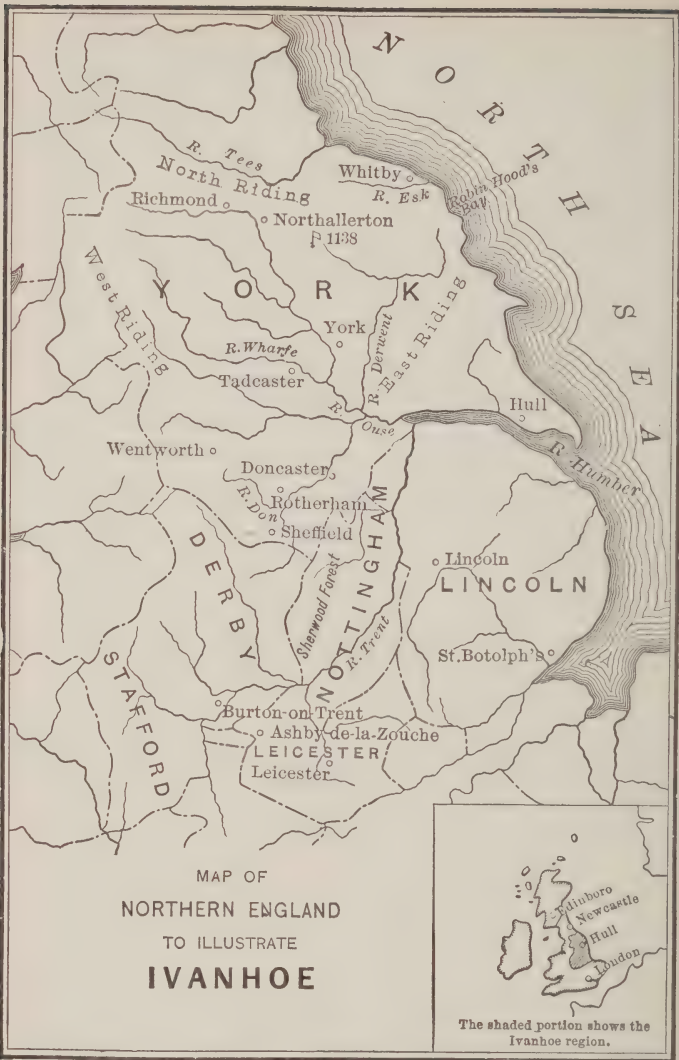 NORTH SEA
R. Tees
North Riding
Whitby
R. Esk
Robin Hood's
Bay
Richmond
Northallerton
1138
West Riding
YORK
York
R. Derwent
East Riding
R. Wharfe
Tadcaster
R. Ouse
Hull
R. Humber
Wentworth
Doncaster
R. Don
Rotherham
Sheffield
DERBY
Sherwood Forest
NOTTINGHAM
R. Trent
Lincoln
LINCOLN
St. Botolph's
STAFFORD
Burton-on-Trent
Ashby-de-la-Zouche
LEICESTER
Leicester
MAP OF
NORTHERN ENGLAND
TO ILLUSTRATE
IVANHOE
Edinboro
Newcastle
Hull
London
The shaded portion shows the
Ivanhoe region.